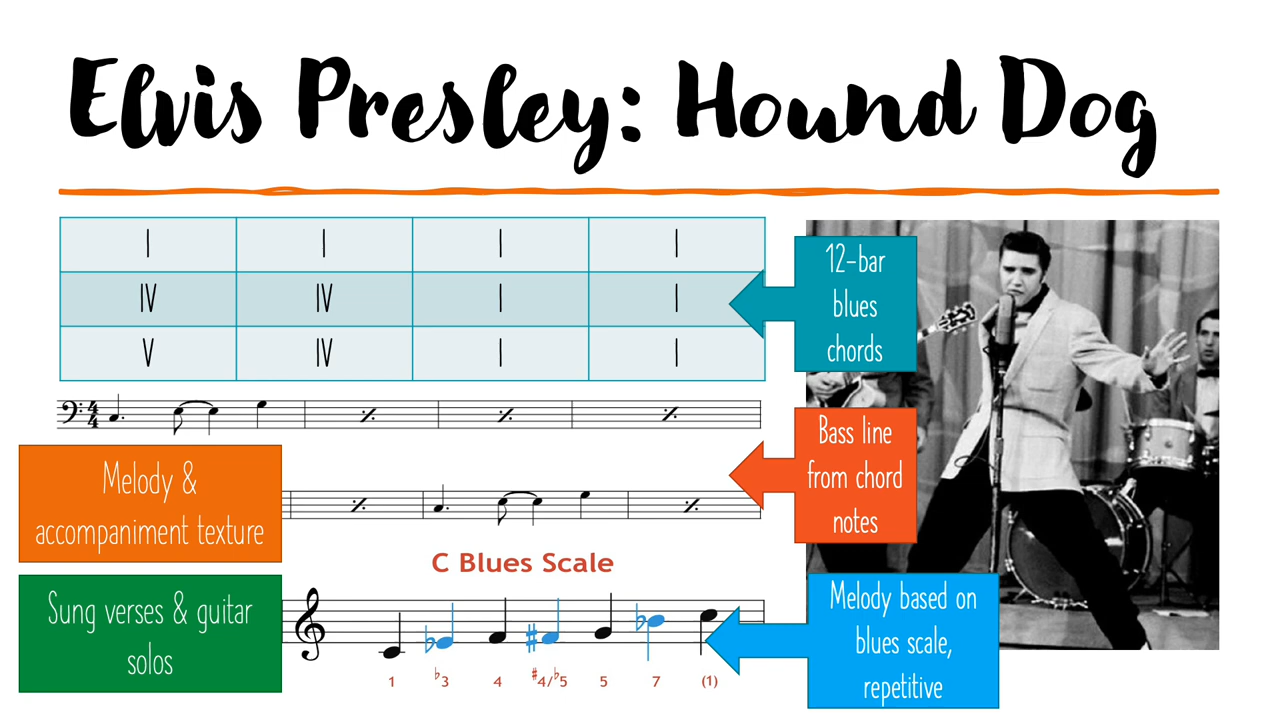 Elvis Presley: Hound Dog
I I I I
IV IV I I
V IV I I
12-bar
blues
chords
4
4
Bass line
from chord
notes
Melody &
accompaniment texture
C Blues Scale
Sung verses & guitar
solos
Melody based on
blues scale,
repetitive
1 ♭3 4 ♯4/♭5 5 7 (1)